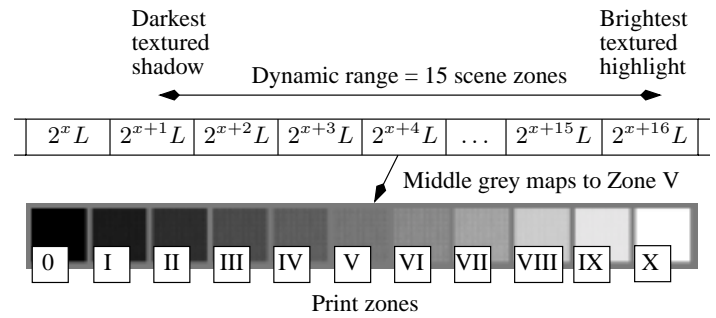 Darkest textured shadow
Brightest textured highlight
Dynamic range = 15 scene zones
2^x L 2^{x+1} L 2^{x+2} L 2^{x+3} L 2^{x+4} L ... 2^{x+15} L 2^{x+16} L
Middle grey maps to Zone V
0 I II III IV V VI VII VIII IX X
Print zones